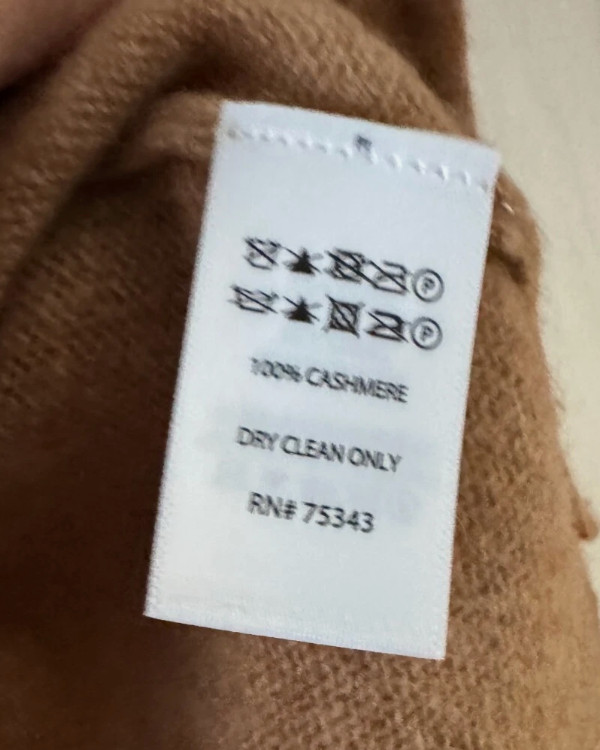 P
P
100% CASHMERE
DRY CLEAN ONLY
RN# 75343